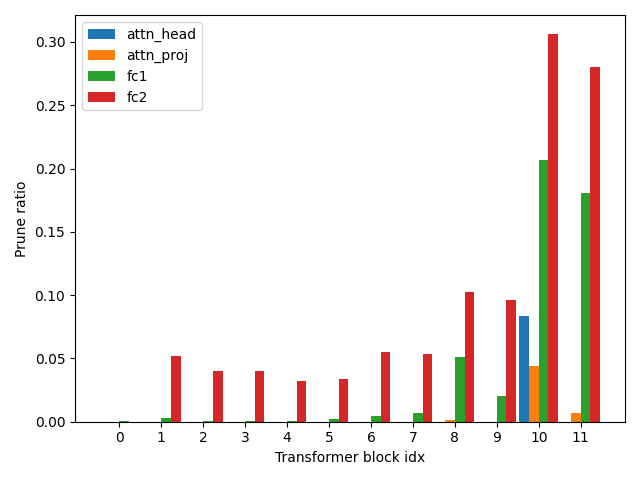 attn_head
attn_proj
fc1
fc2
Prune ratio
0.30
0.25
0.20
0.15
0.10
0.05
0.00
0 1 2 3 4 5 6 7 8 9 10 11
Transformer block idx